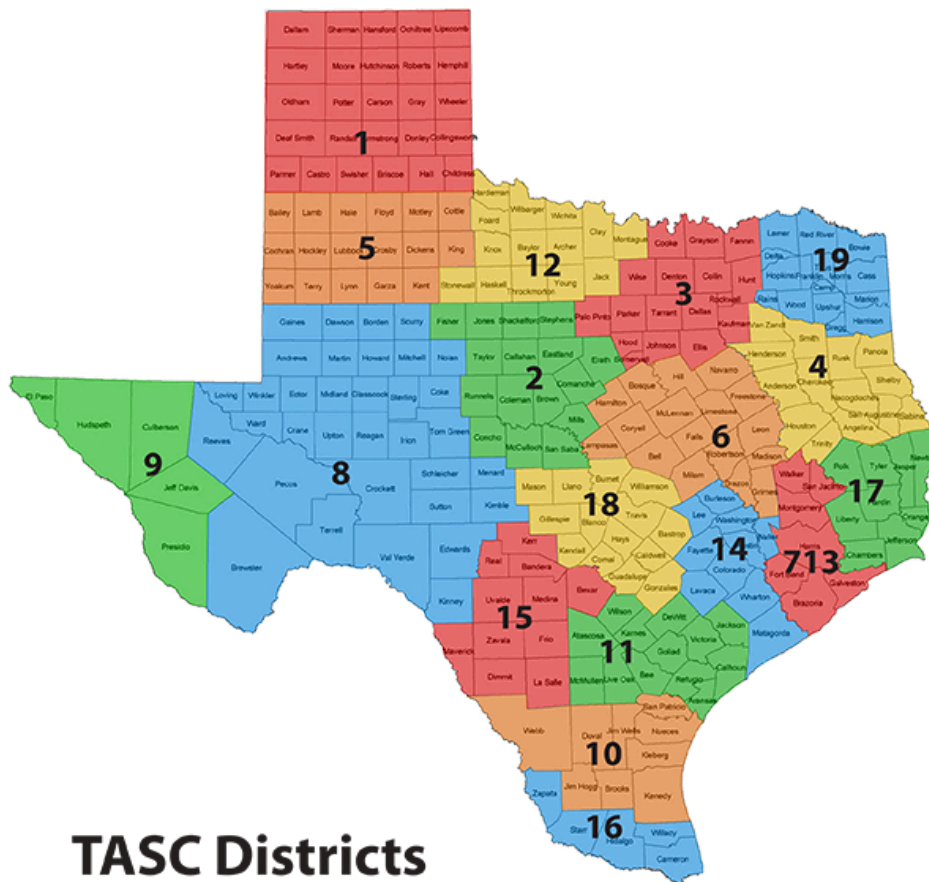 Dallam Sherman Hansford Ochiltree Lipscomb
Hartley Moore Hutchinson Roberts Hemphill
Oldham Potter Carson Gray Wheeler
Deaf Smith Donley Collingsworth
1
Parmer Castro Swisher Briscoe Hall Childress
Bailey Lamb Hale Floyd Motley Cottle
Cochran Hockley Lubbock Crosby Dickens King
5
Yoakum Terry Lynn Garza Kent
Hardeman
Foard Wilbarger Wichita
Clay Montague
Knox Baylor Archer
12
Stonewall Haskell Throckmorton Young Jack
Cooke Grayson Fannin
Wise Denton Collin Hunt
3
Rockwall
Palo Pinto Parker Tarrant Dallas Kaufman
Hood Johnson Ellis
Somervell
Lamar Red River Bowie
Delta
19
Hopkins Franklin Cass
Camp
Rains Wood Upshur Marion
Gregg Harrison
Van Zandt Smith
Henderson Rusk Panola
4
Anderson Cherokee Shelby
Nacogdoches
San Augustine Sabine
Houston Angelina
Trinity
Gaines Dawson Borden Scurry
Andrews Martin Howard Mitchell Nolan
Loving Winkler Ector Midland Glasscock Sterling Coke
Ward Crane Upton Reagan Irion Tom Green
Reeves
8
Pecos Crockett Schleicher Menard
Sutton Kimble
Terrell
Val Verde Edwards
Brewster
Kinney
Fisher Jones Shackelford Stephens
Taylor Callahan Eastland Erath
2
Runnels Coleman Brown Comanche
Mills
Concho McCulloch San Saba
El Paso
Hudspeth Culberson
9
Jeff Davis
Presidio
Bosque Hill Navarro
Hamilton McLennan Limestone Freestone
Coryell Falls 6 Leon
Lampasas Robertson
Bell Madison
Milam Brazos Grimes
Mason Llano Burnet Williamson
18
Travis
Gillespie Blanco Hays Bastrop
Kendall Comal Caldwell
Guadalupe Gonzales
Burleson
Lee Washington
14
Fayette
Colorado
Lavaca Wharton
Matagorda
Walker
San Jacinto
Montgomery
Harris
713
Fort Bend Galveston
Brazoria
Polk Tyler Jasper
17
Hardin
Liberty Orange
Jefferson
Chambers
Kerr
Real Bandera
Bexar
Uvalde Medina
15
Maverick Zavala Frio
Dimmit La Salle
Wilson DeWitt
Atascosa Karnes Jackson
Victoria
11
Goliad
McMullen Live Oak Bee Refugio Calhoun
Aransas
San Patricio
Webb Duval Jim Wells Nueces
10
Kleberg
Jim Hogg Brooks Kenedy
Zapata
16
Starr Hidalgo Willacy
Cameron
TASC Districts